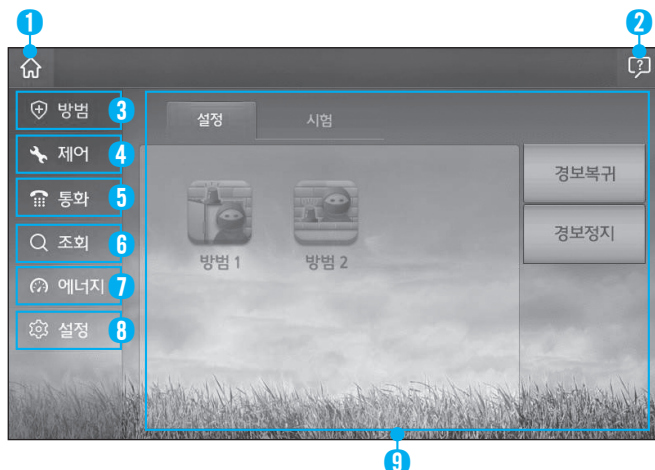 1 2
?
방범 3
제어 4
통화 5
조회 6
에너지 7
설정 8
설정 시험
방범 1 방범 2
경보복귀
경보정지
9